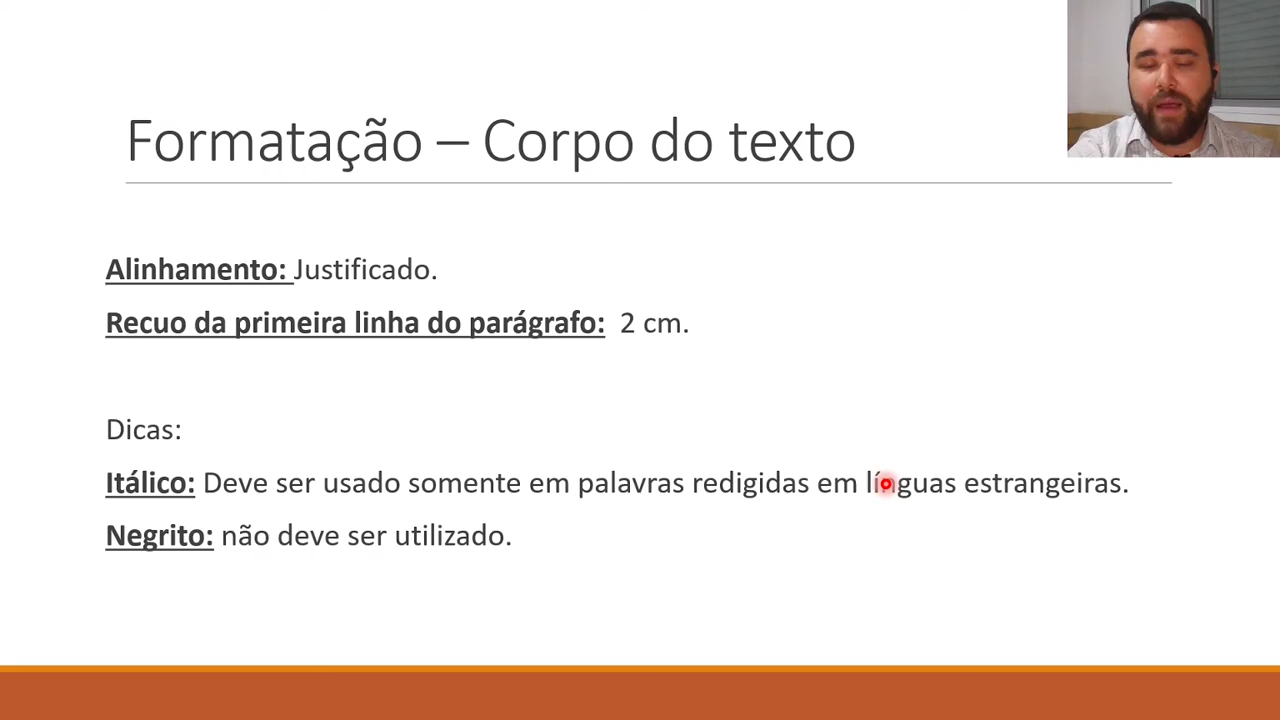 Formatação – Corpo do texto
Alinhamento: Justificado.
Recuo da primeira linha do parágrafo: 2 cm.
Dicas:
Itálico: Deve ser usado somente em palavras redigidas em línguas estrangeiras.
Negrito: não deve ser utilizado.